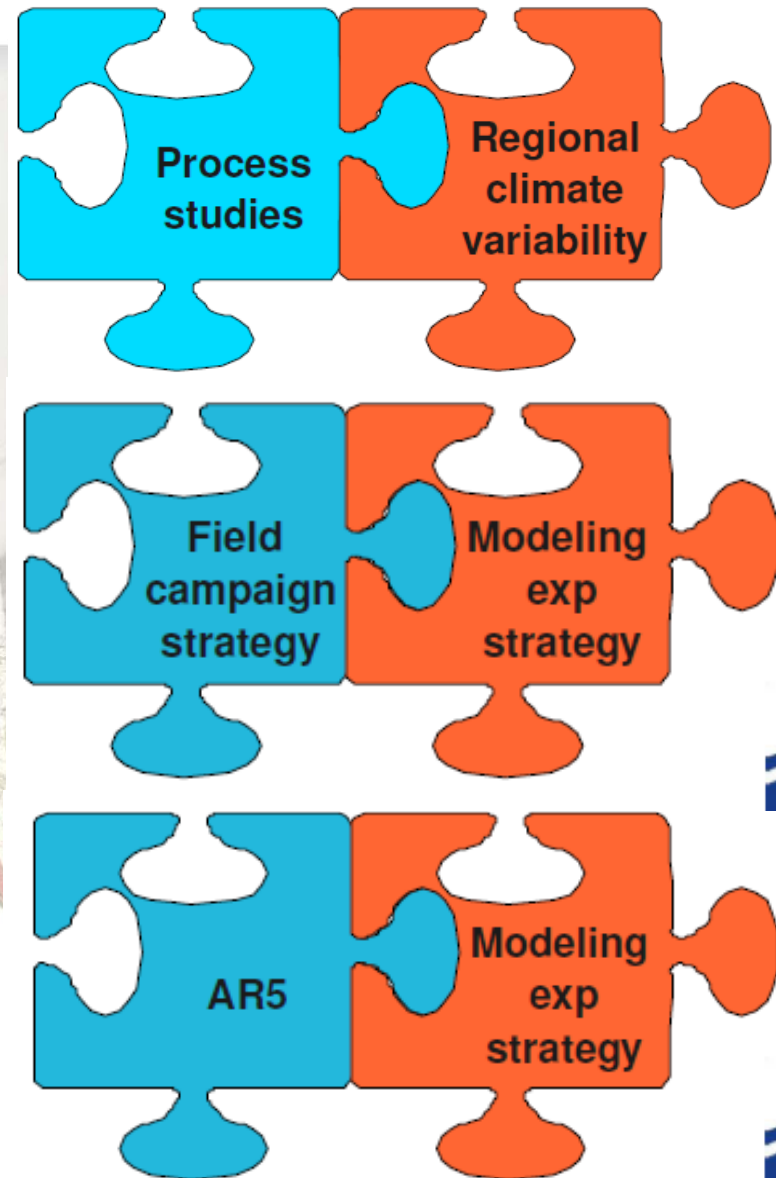 Process
studies
Regional
climate
variability
Field
campaign
strategy
Modeling
exp
strategy
AR5
Modeling
exp
strategy